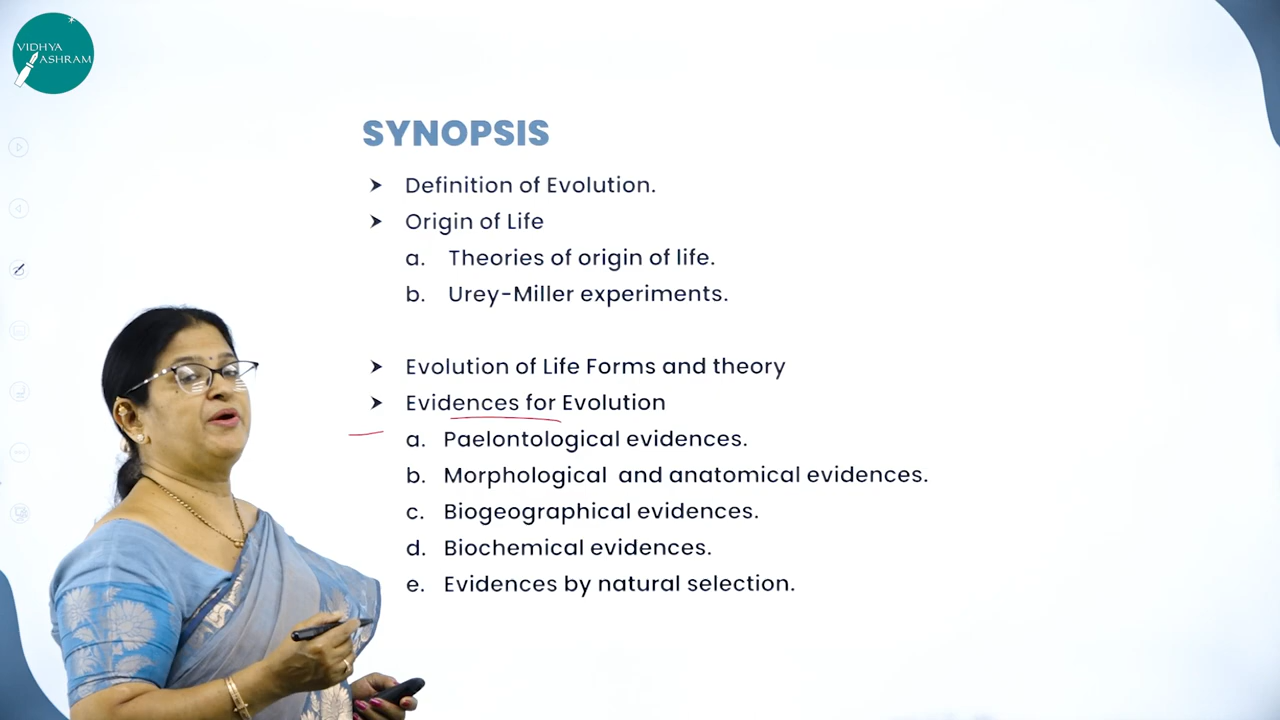 VIDHYA
ASHRAM
SYNOPSIS
➤ Definition of Evolution.
➤ Origin of Life
a. Theories of origin of life.
b. Urey-Miller experiments.
➤ Evolution of Life Forms and theory
➤ Evidences for Evolution
a. Paelontological evidences.
b. Morphological and anatomical evidences.
c. Biogeographical evidences.
d. Biochemical evidences.
e. Evidences by natural selection.